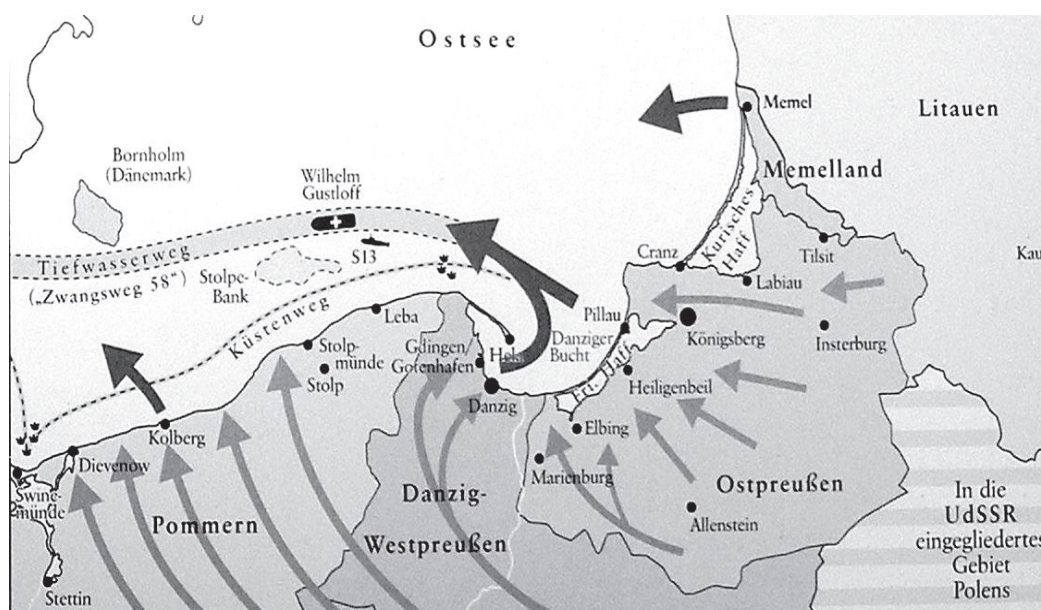 Ostsee
Memel
Litauen
Bornholm
(Dänemark)
Wilhelm
Gustloff
Memelland
Kurisches
Haff
Tiefwasserweg
(„Zwangsweg 58“)
S13
Stolpe-
Bank
Cranz
Tilsit
Kau
Labiau
Küstenweg
Leba
Pillau
Königsberg
Insterburg
Stolp-
münde
Stolp
Gdingen/
Gotenhafen
Hela
Danziger
Bucht
Fri. Haff
Heiligenbeil
Danzig
Kolberg
Elbing
Dievenow
Marienburg
Swine-
münde
Pommern
Danzig-
Westpreußen
Ostpreußen
Allenstein
In die
UdSSR
eingegliedertes
Gebiet
Polens
Stettin